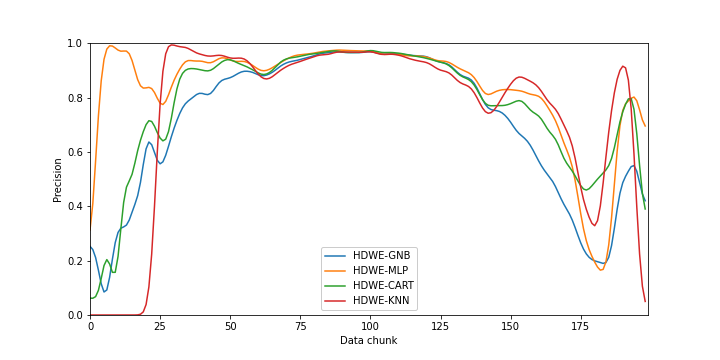 1.0
0.8
0.6
0.4
0.2
0.0
Precision
HDWE-GNB
HDWE-MLP
HDWE-CART
HDWE-KNN
0 25 50 75 100 125 150 175
Data chunk